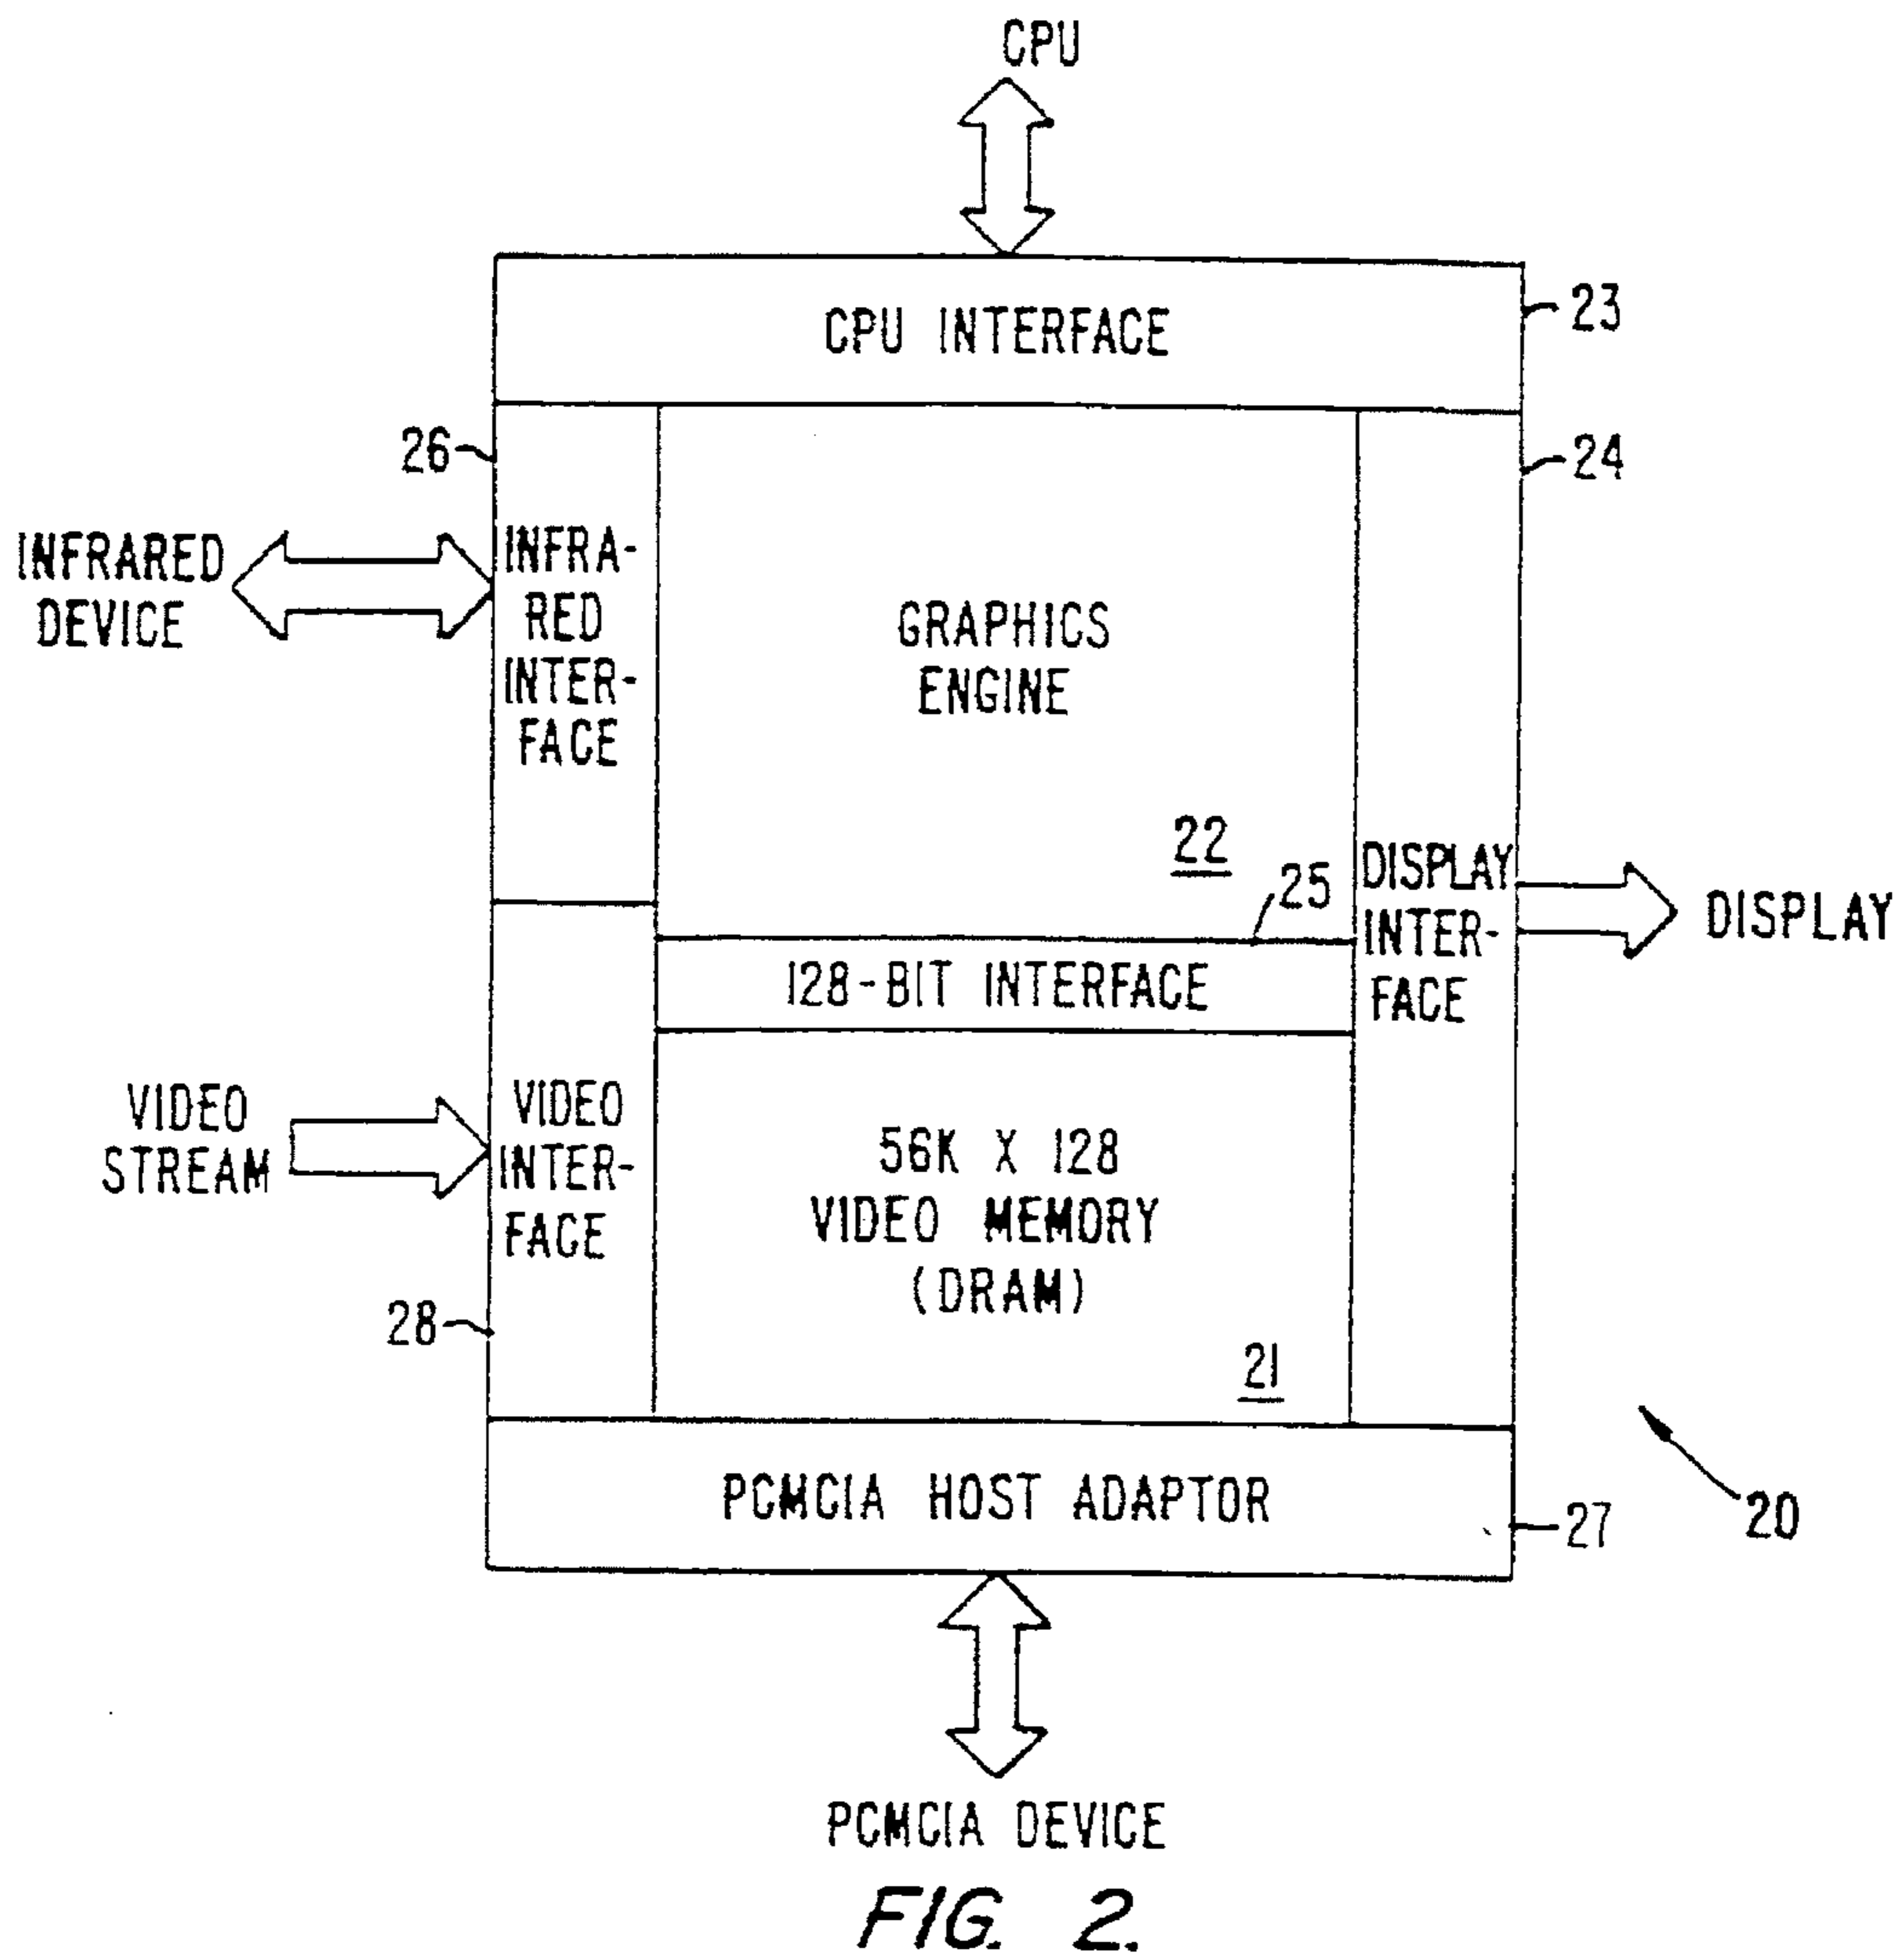 CPU
CPU INTERFACE
23
26
24
INFRARED
DEVICE
INFRA-
RED
INTER-
FACE
GRAPHICS
ENGINE
22
25
DISPLAY
INTER-
FACE
DISPLAY
128-BIT INTERFACE
VIDEO
STREAM
VIDEO
INTER-
FACE
28
56K X 128
VIDEO MEMORY
(DRAM)
21
PCMCIA HOST ADAPTOR
27
20
PCMCIA DEVICE
FIG. 2.